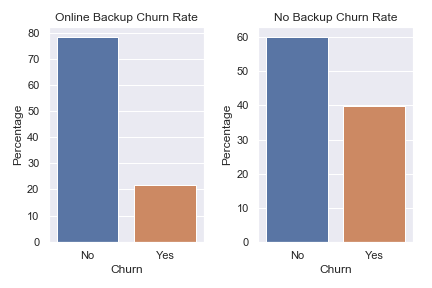 Online Backup Churn Rate
80
70
60
50
40
30
20
10
0
Percentage
No
Yes
Churn
No Backup Churn Rate
60
50
40
30
20
10
0
Percentage
No
Yes
Churn